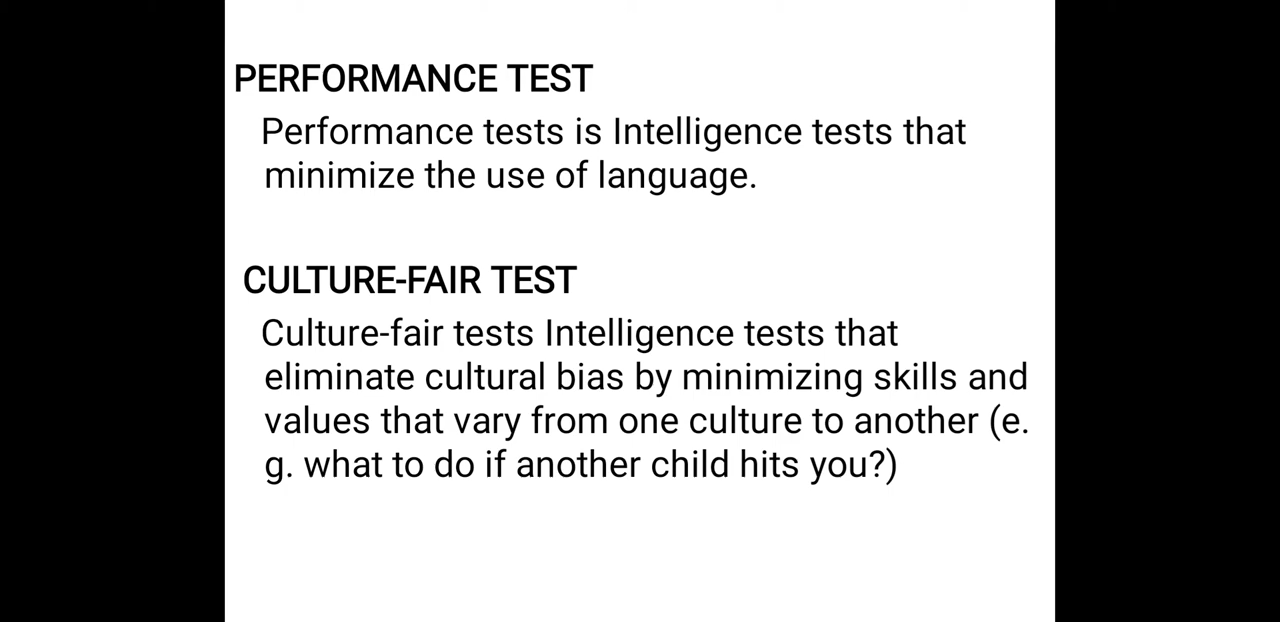 PERFORMANCE TEST
Performance tests is Intelligence tests that
minimize the use of language.
CULTURE-FAIR TEST
Culture-fair tests Intelligence tests that
eliminate cultural bias by minimizing skills and
values that vary from one culture to another (e.
g. what to do if another child hits you?)